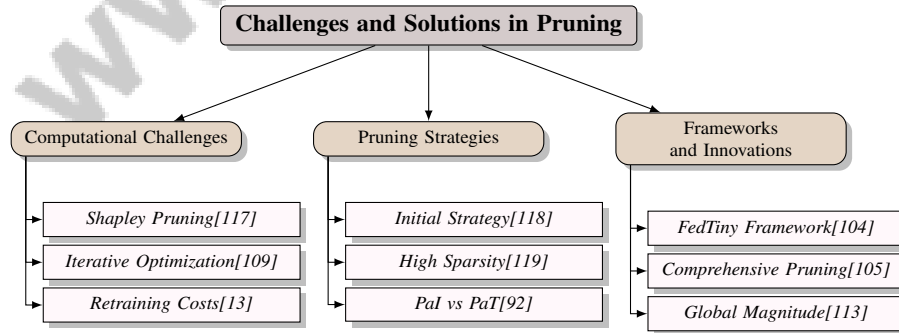 Challenges and Solutions in Pruning
Computational Challenges
Shapley Pruning[117]
Iterative Optimization[109]
Retraining Costs[13]
Pruning Strategies
Initial Strategy[118]
High Sparsity[119]
PaI vs PaT[92]
Frameworks
and Innovations
FedTiny Framework[104]
Comprehensive Pruning[105]
Global Magnitude[113]